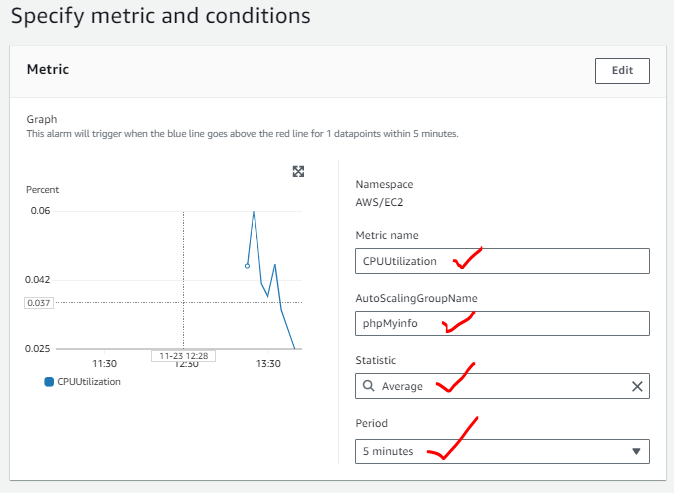 Specify metric and conditions
Metric
Edit
Graph
This alarm will trigger when the blue line goes above the red line for 1 datapoints within 5 minutes.
Percent
0.06
0.042
0.037
0.025
11:30
12:30
13:30
11-23 12:28
CPUUtilization
Namespace
AWS/EC2
Metric name
CPUUtilization
AutoScalingGroupName
phpMyinfo
Statistic
Average
Period
5 minutes